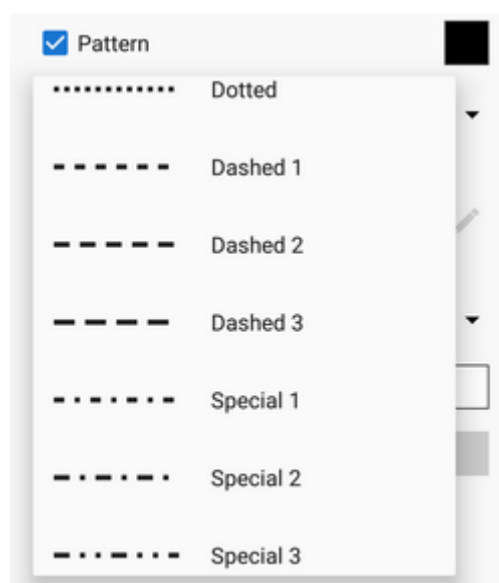 Pattern
Dotted
Dashed 1
Dashed 2
Dashed 3
Special 1
Special 2
Special 3